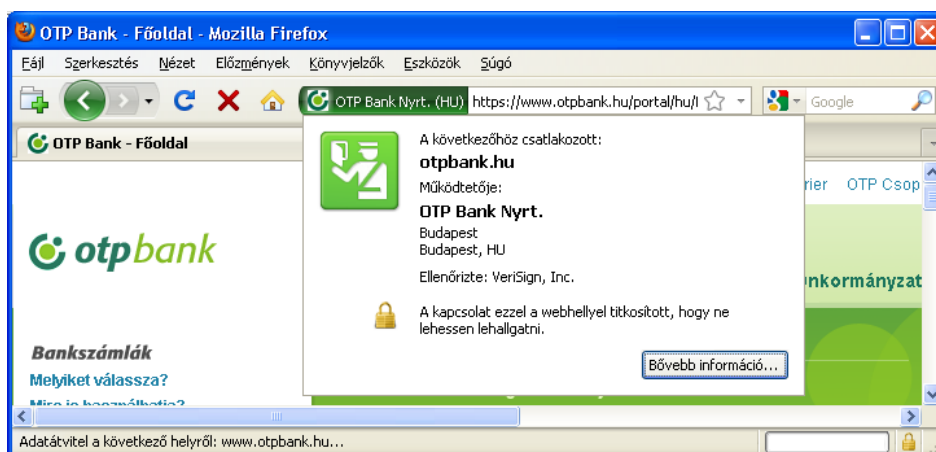 OTP Bank - Főoldal - Mozilla Firefox
Fájl Szerkesztés Nézet Előzmények Könyvjelzők Eszközök Súgó
OTP Bank Nyrt. (HU) https://www.otpbank.hu/portal/hu/ Google
OTP Bank - Főoldal
A következőhöz csatlakozott:
otpbank.hu
Működtetője:
OTP Bank Nyrt.
Budapest
Budapest, HU
Ellenőrizte: VeriSign, Inc.
A kapcsolat ezzel a webhellyel titkosított, hogy ne
lehessen lehallgatni.
Bővebb információ...
rier OTP Csop
nkormányzat
otpbank
Bankszámlák
Melyiket válassza?
Adatátvitel a következő helyről: www.otpbank.hu...